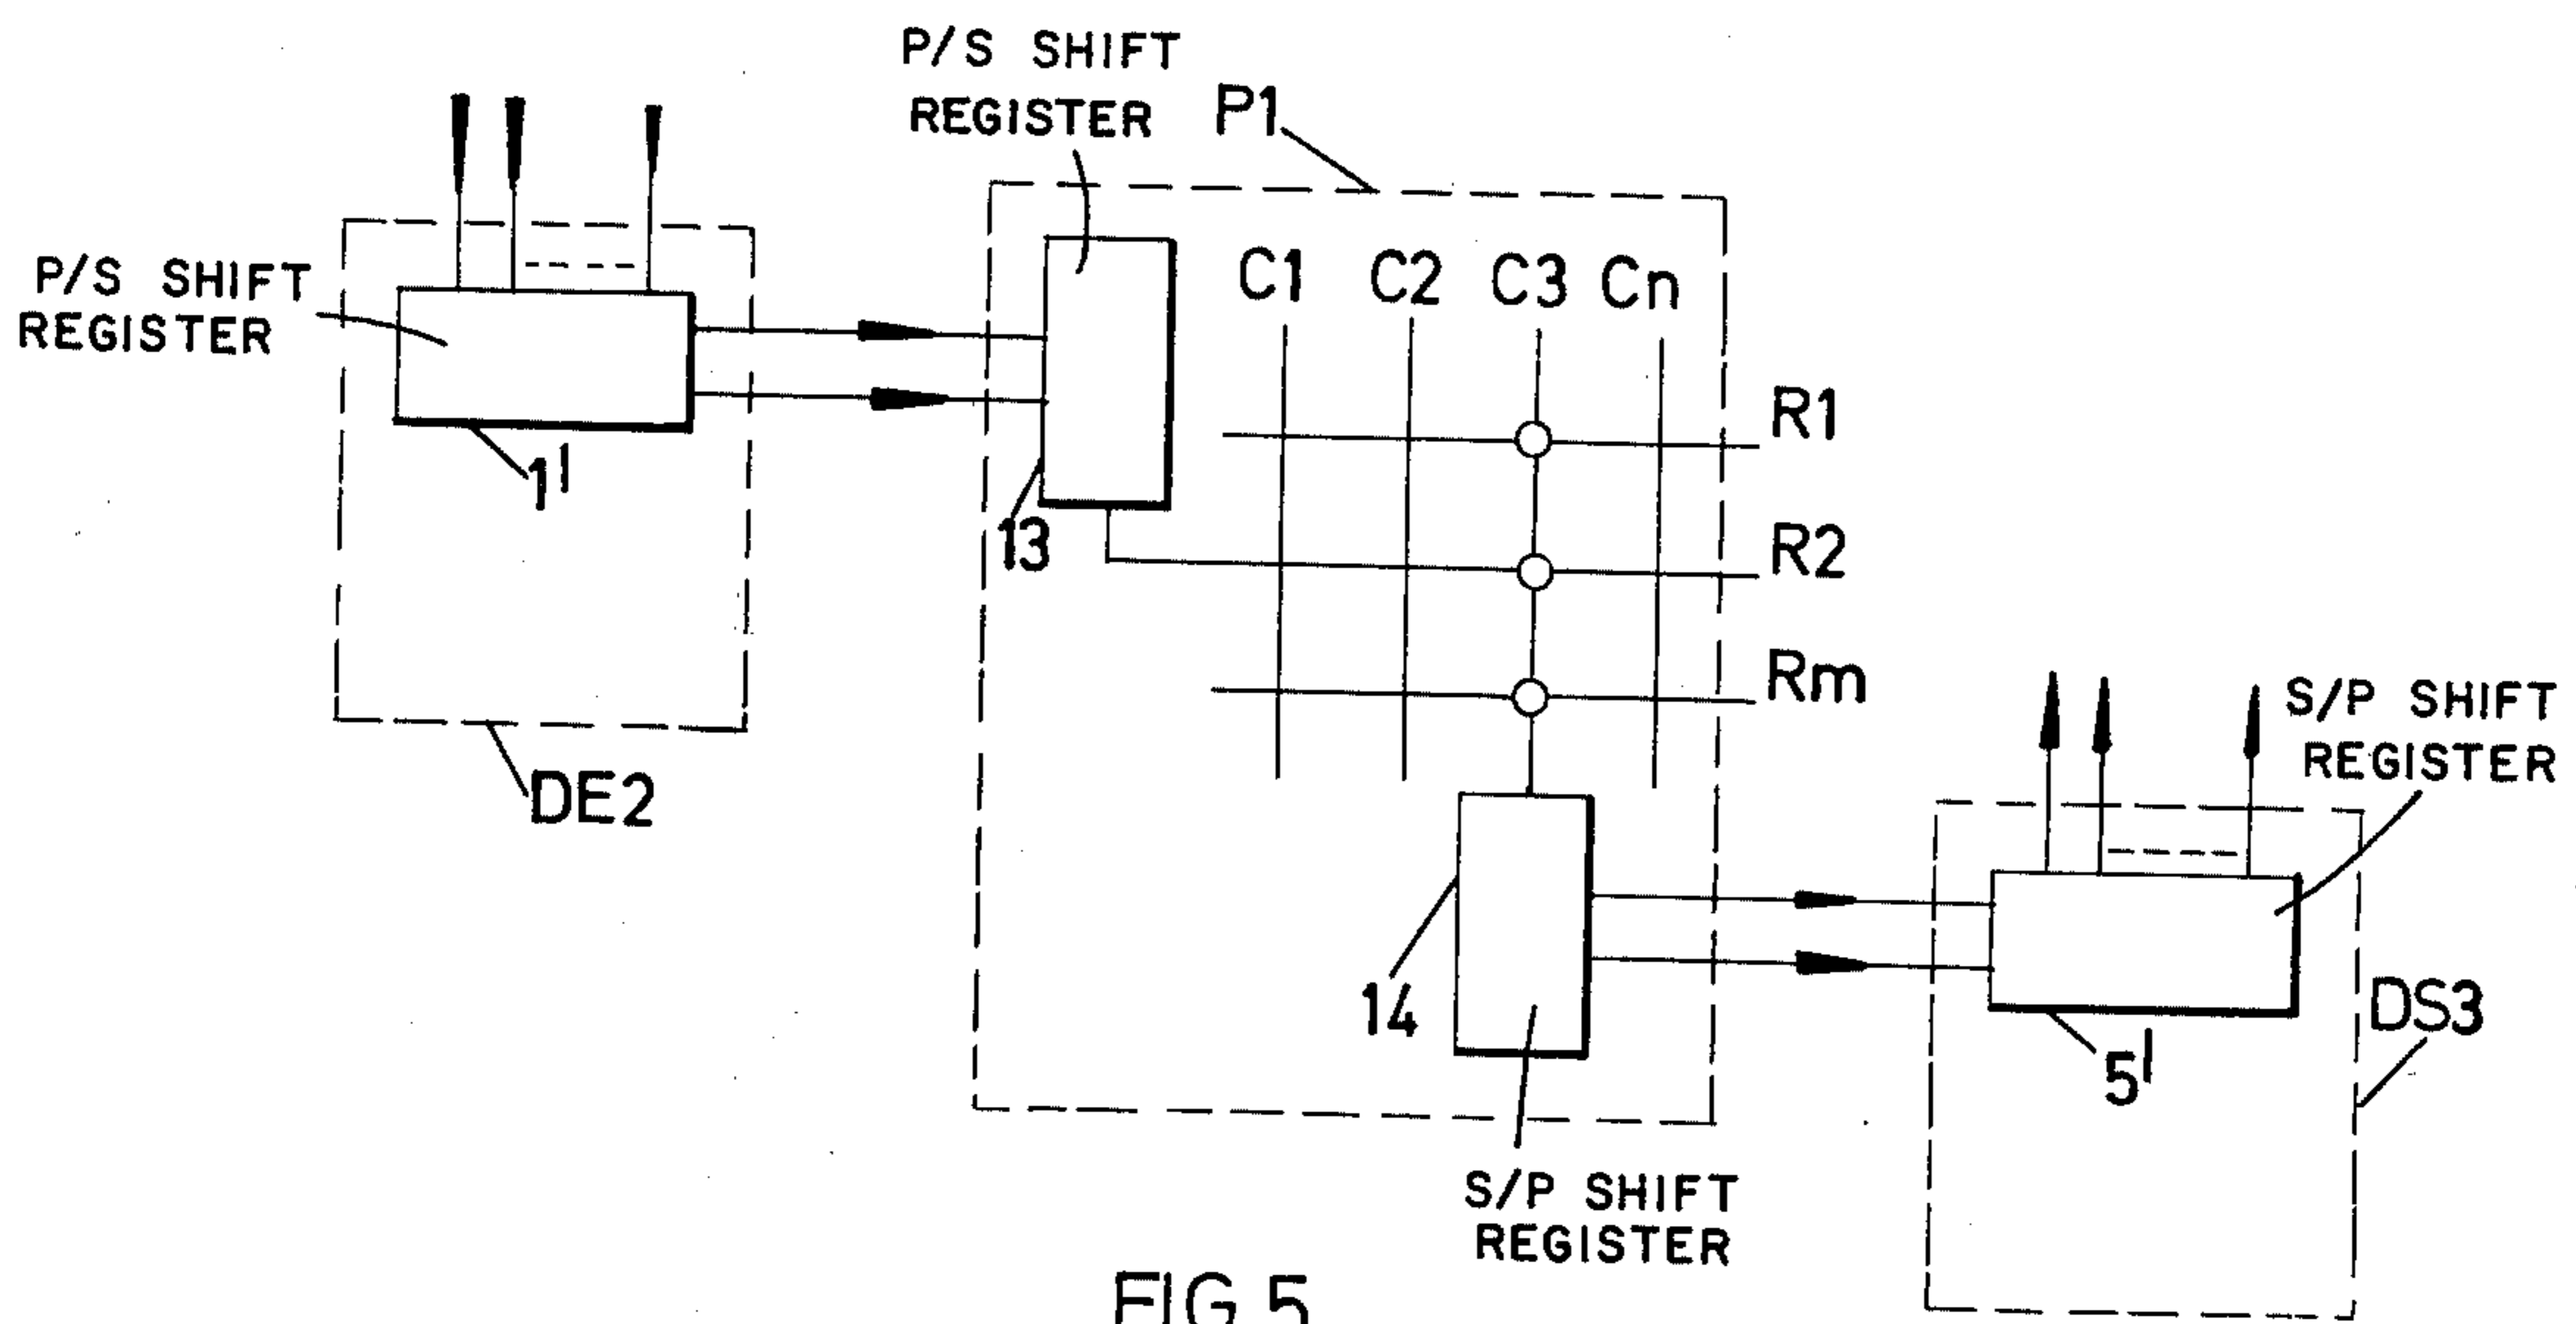 P/S SHIFT
REGISTER
P1
P/S SHIFT
REGISTER
C1 C2 C3 Cn
1'
13
R1
R2
Rm
DE2
S/P SHIFT
REGISTER
14
DS3
5'
S/P SHIFT
REGISTER
FIG.5